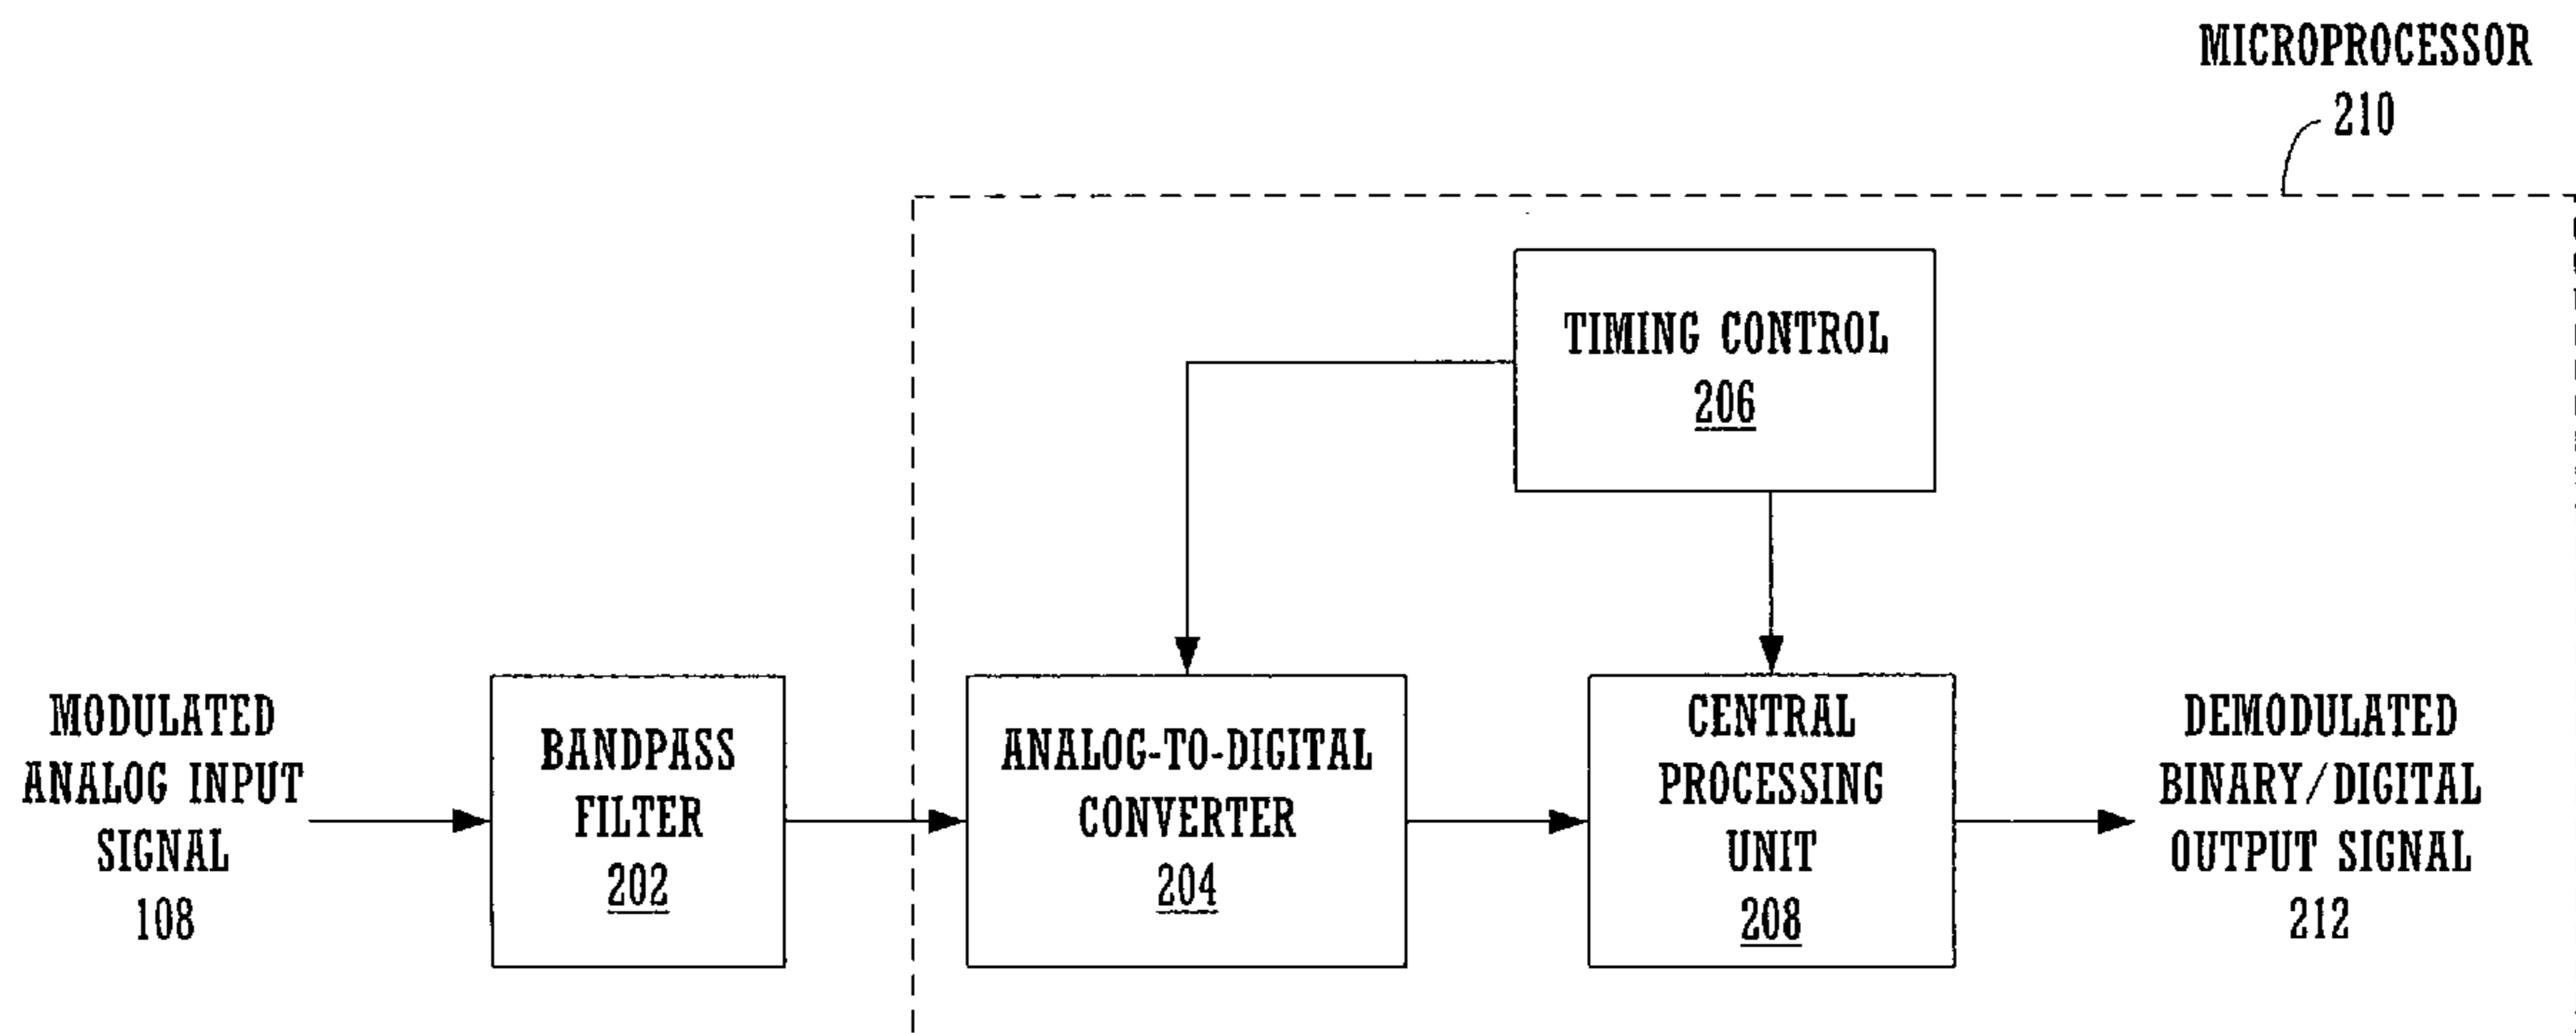 MICROPROCESSOR
210
TIMING CONTROL
206
MODULATED
ANALOG INPUT
SIGNAL
108
BANDPASS
FILTER
202
ANALOG-TO-DIGITAL
CONVERTER
204
CENTRAL
PROCESSING
UNIT
208
DEMODULATED
BINARY/DIGITAL
OUTPUT SIGNAL
212